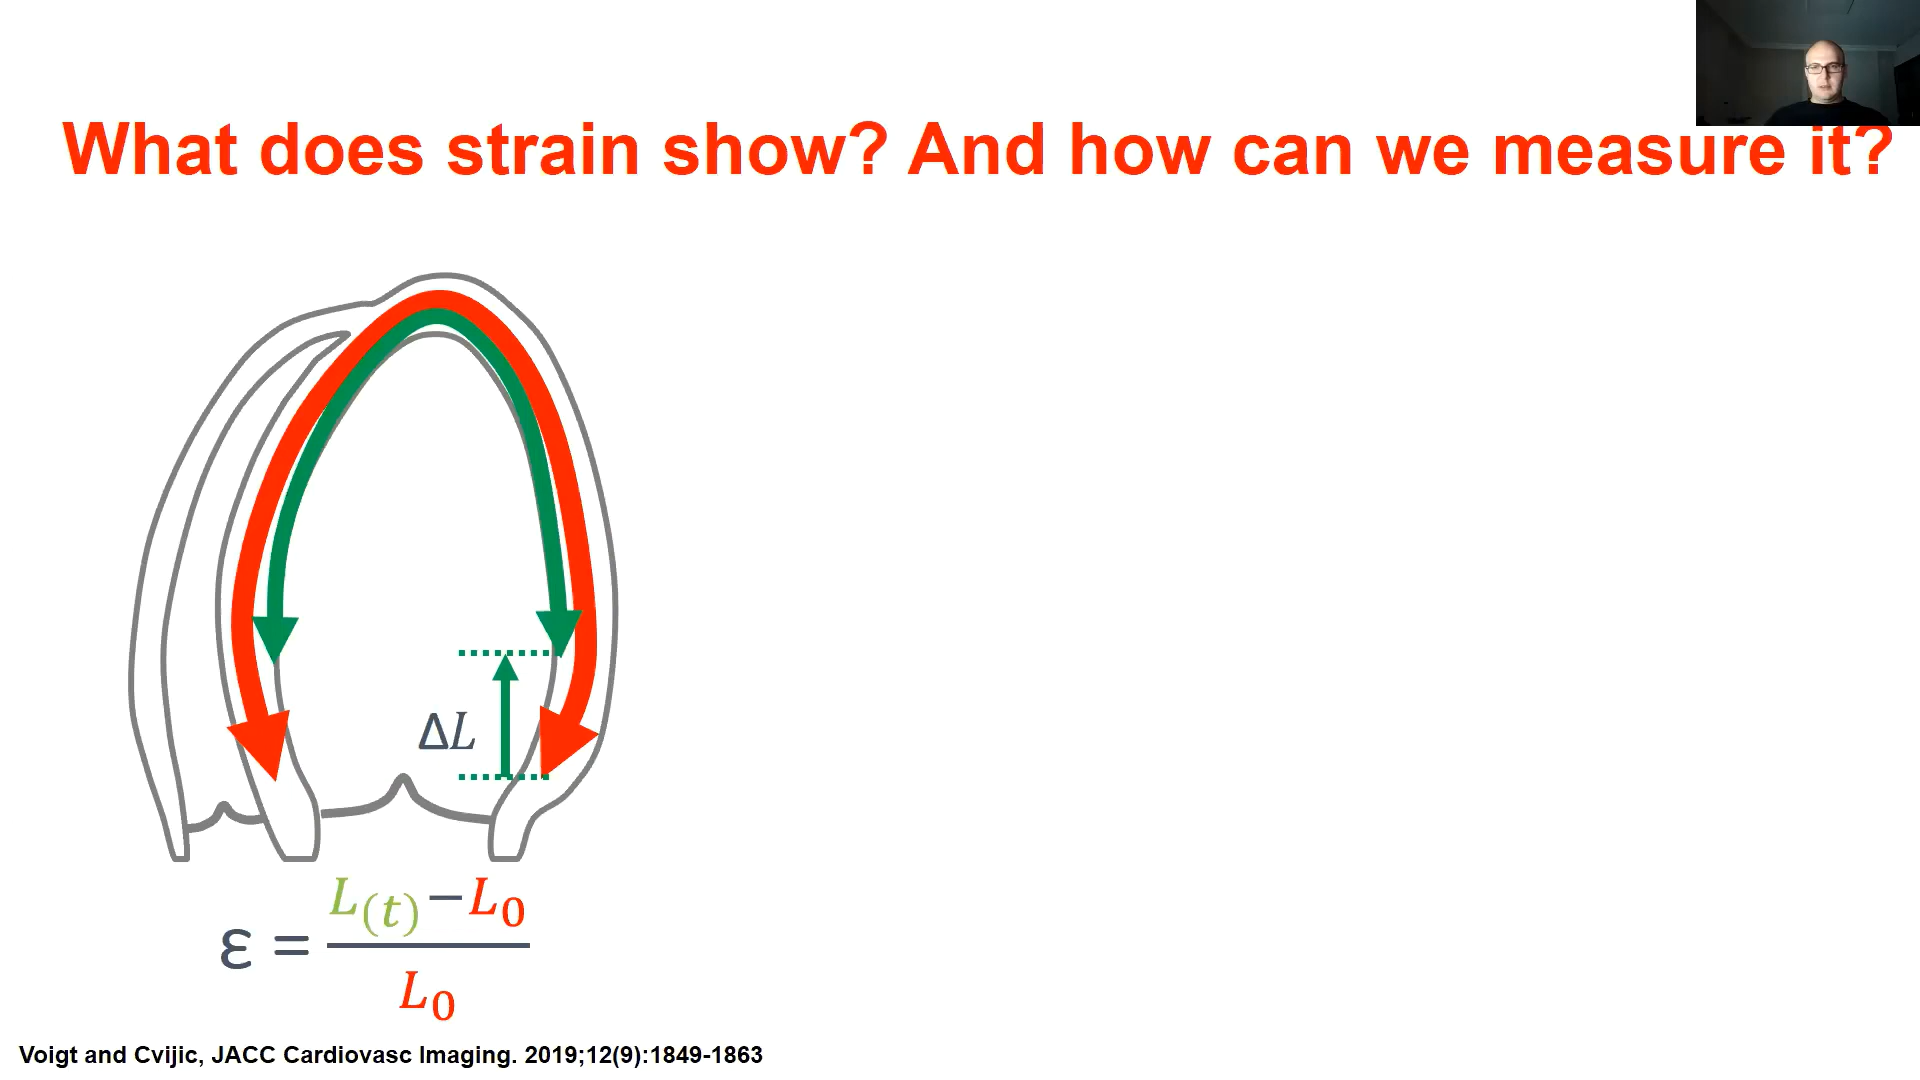 What does strain show? And how can we measure it?
ΔL
ε = (L(t) − L0) / L0
Voigt and Cvijic, JACC Cardiovasc Imaging. 2019;12(9):1849-1863